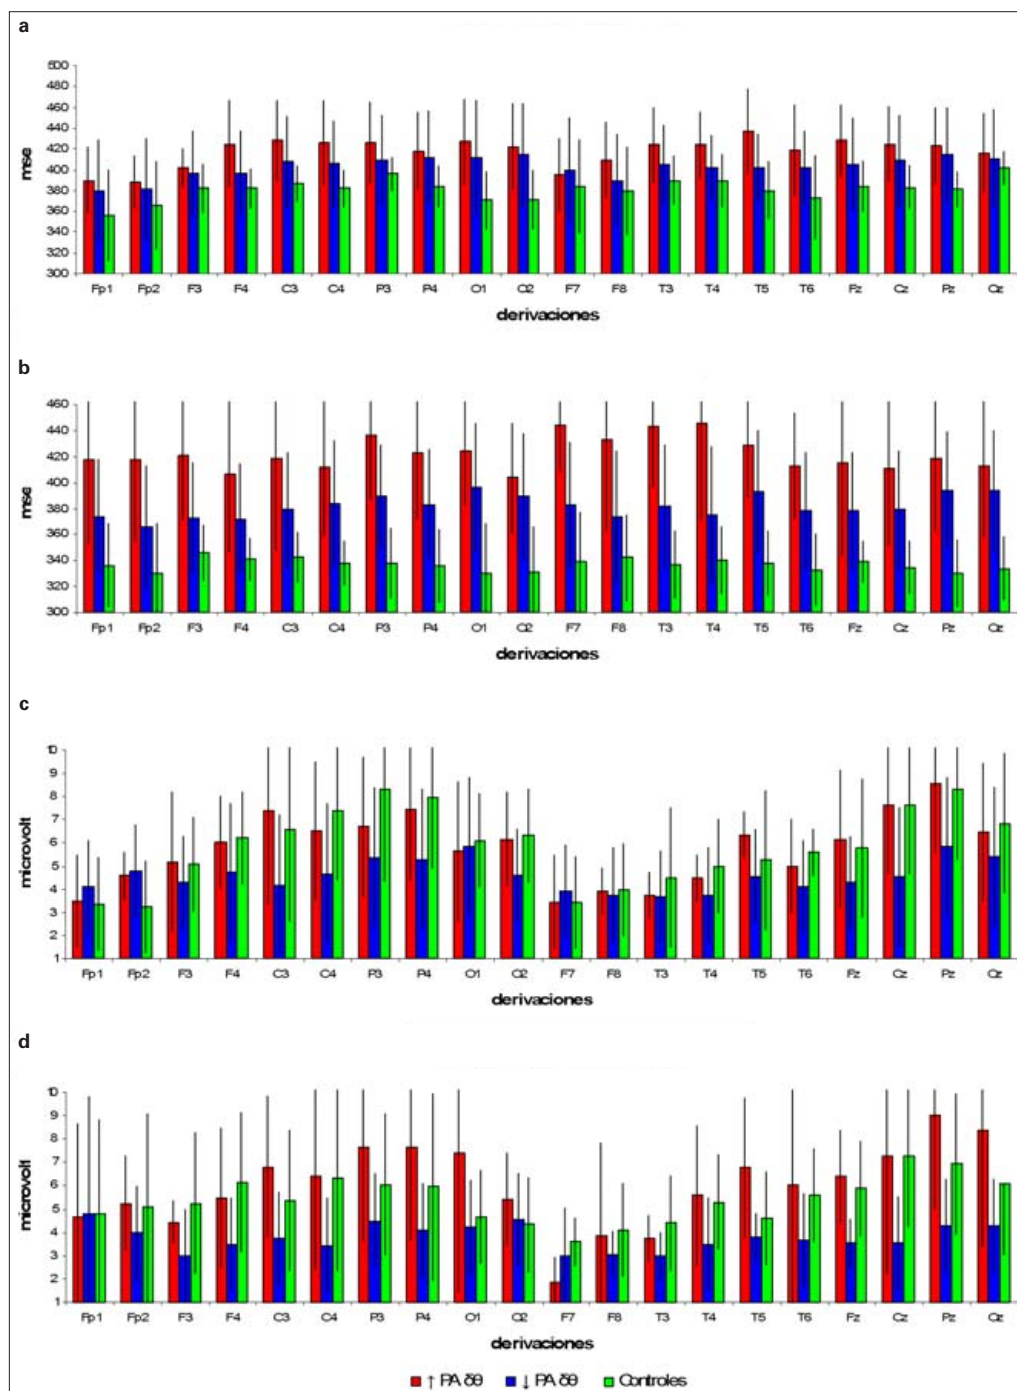 a
500
480
460
440
420
400
380
360
340
320
300
mse
Fp1 Fp2 F3 F4 C3 C4 P3 P4 O1 O2 F7 F8 T3 T4 T5 T6 Fz Cz Pz Oz
derivaciones
b
460
440
420
400
380
360
340
320
300
mse
Fp1 Fp2 F3 F4 C3 C4 P3 P4 O1 O2 F7 F8 T3 T4 T5 T6 Fz Cz Pz Oz
derivaciones
c
10
9
8
7
6
5
4
3
2
1
microvolt
Fp1 Fp2 F3 F4 C3 C4 P3 P4 O1 O2 F7 F8 T3 T4 T5 T6 Fz Cz Pz Oz
derivaciones
d
10
9
8
7
6
5
4
3
2
1
microvolt
Fp1 Fp2 F3 F4 C3 C4 P3 P4 O1 O2 F7 F8 T3 T4 T5 T6 Fz Cz Pz Oz
derivaciones
↑ PA δθ ↓ PA δθ Controles